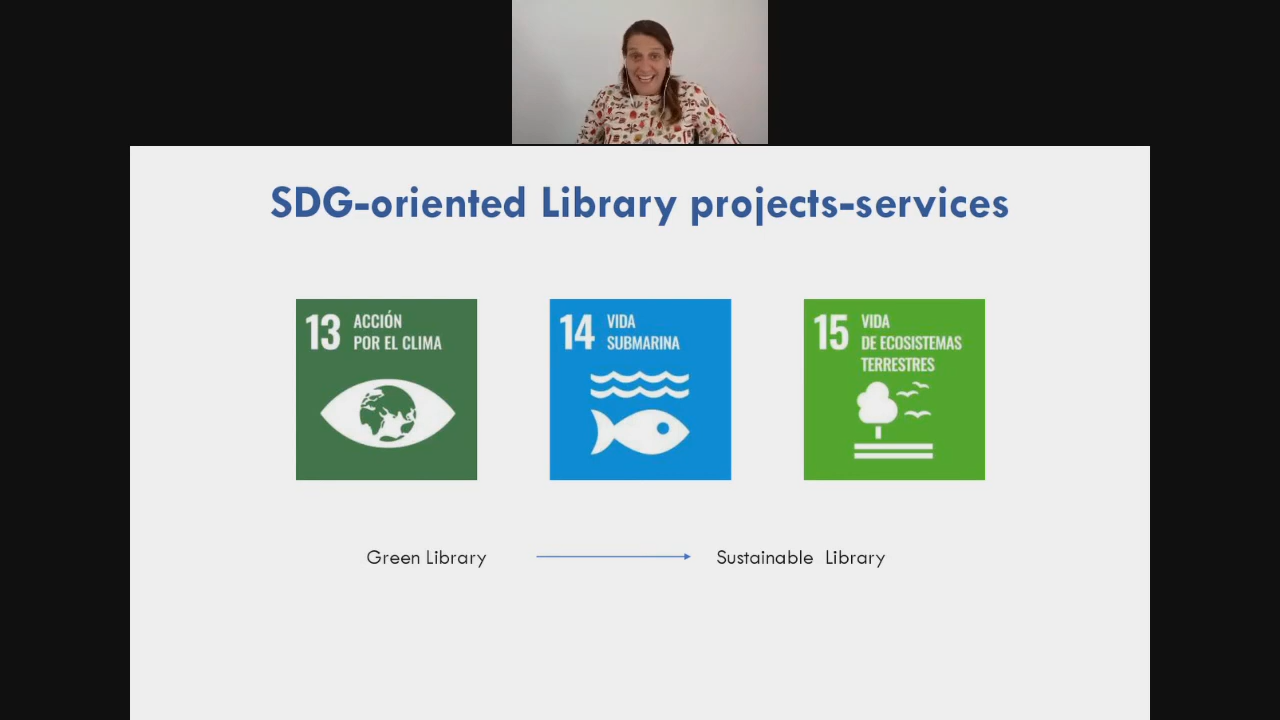 SDG-oriented Library projects-services
13 ACCIÓN
POR EL CLIMA
14 VIDA
SUBMARINA
15 VIDA
DE ECOSISTEMAS
TERRESTRES
Green Library
Sustainable Library